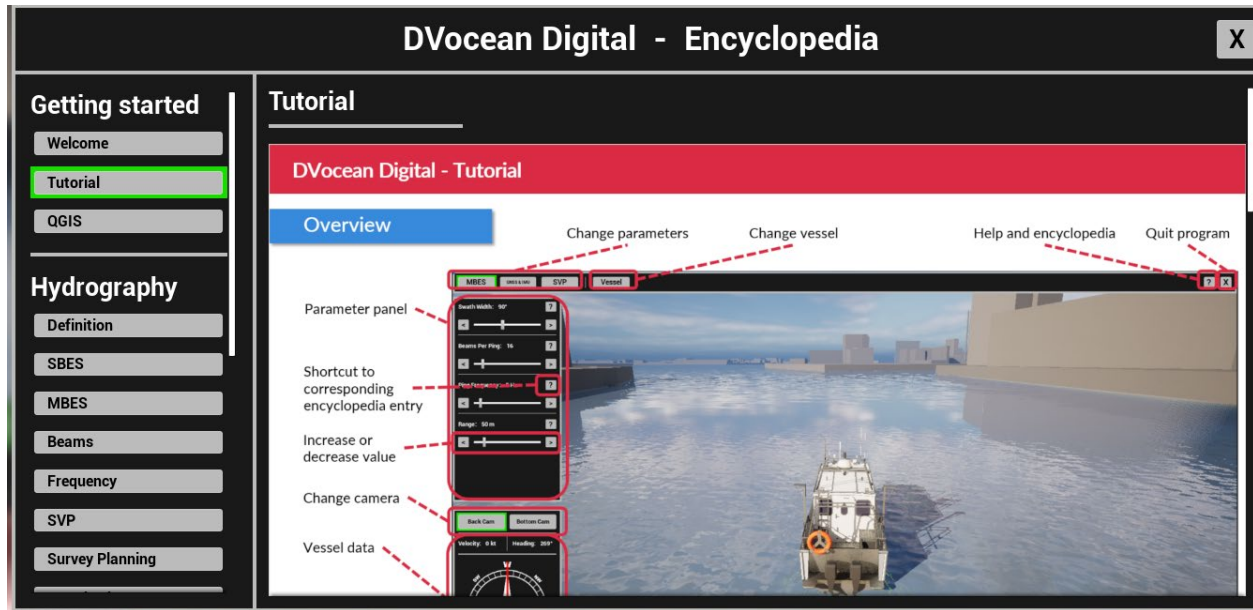 DVocean Digital - Encyclopedia
X
Getting started
Welcome
Tutorial
QGIS
Hydrography
Definition
SBES
MBES
Beams
Frequency
SVP
Survey Planning
Tutorial
DVocean Digital - Tutorial
Overview
Change parameters
Change vessel
Help and encyclopedia
Quit program
MBES
SVP
Vessel
?
X
Parameter panel
Swath Width: 90°
?
<
>
Beams Per Ping: 16
?
<
>
Shortcut to
corresponding
encyclopedia entry
Ping Frequency:
?
<
>
Range: 50 m
?
<
>
Increase or
decrease value
Change camera
Back Cam
Bottom Cam
Vessel data
Velocity: 0 kt
Heading: 269°
W